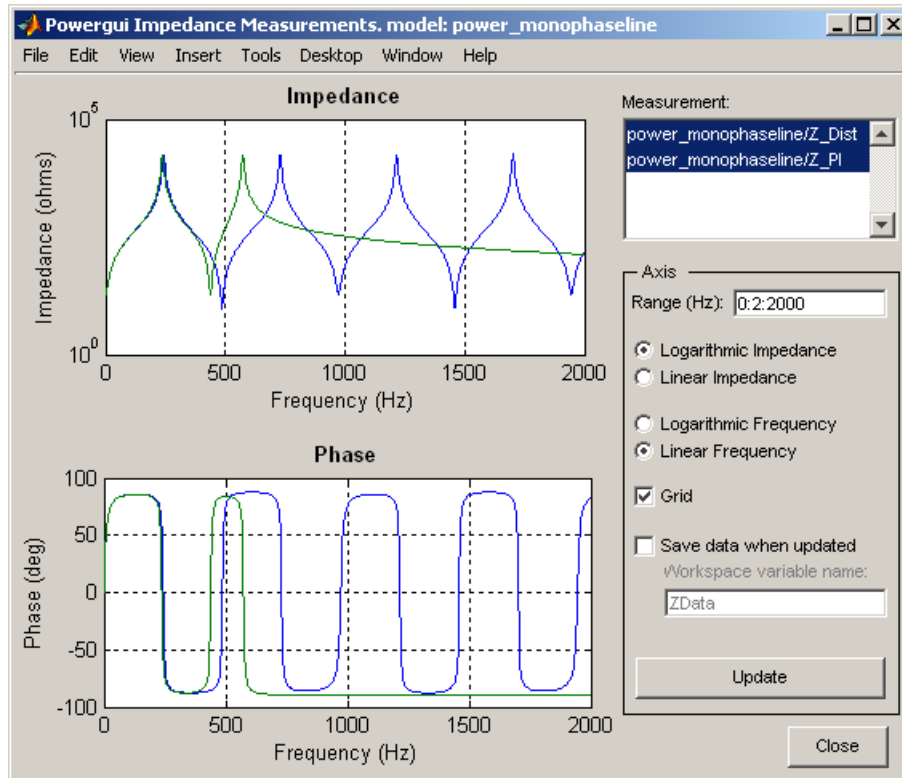 Powergui Impedance Measurements. model: power_monophaseline
File Edit View Insert Tools Desktop Window Help
Impedance
10^5
10^0
Impedance (ohms)
0 500 1000 1500 2000
Frequency (Hz)
Phase
100
50
0
-50
-100
Phase (deg)
0 500 1000 1500 2000
Frequency (Hz)
Measurement:
power_monophaseline/Z_Dist
power_monophaseline/Z_PI
Axis
Range (Hz): 0:2:2000
Logarithmic Impedance
Linear Impedance
Logarithmic Frequency
Linear Frequency
Grid
Save data when updated
Workspace variable name:
ZData
Update
Close